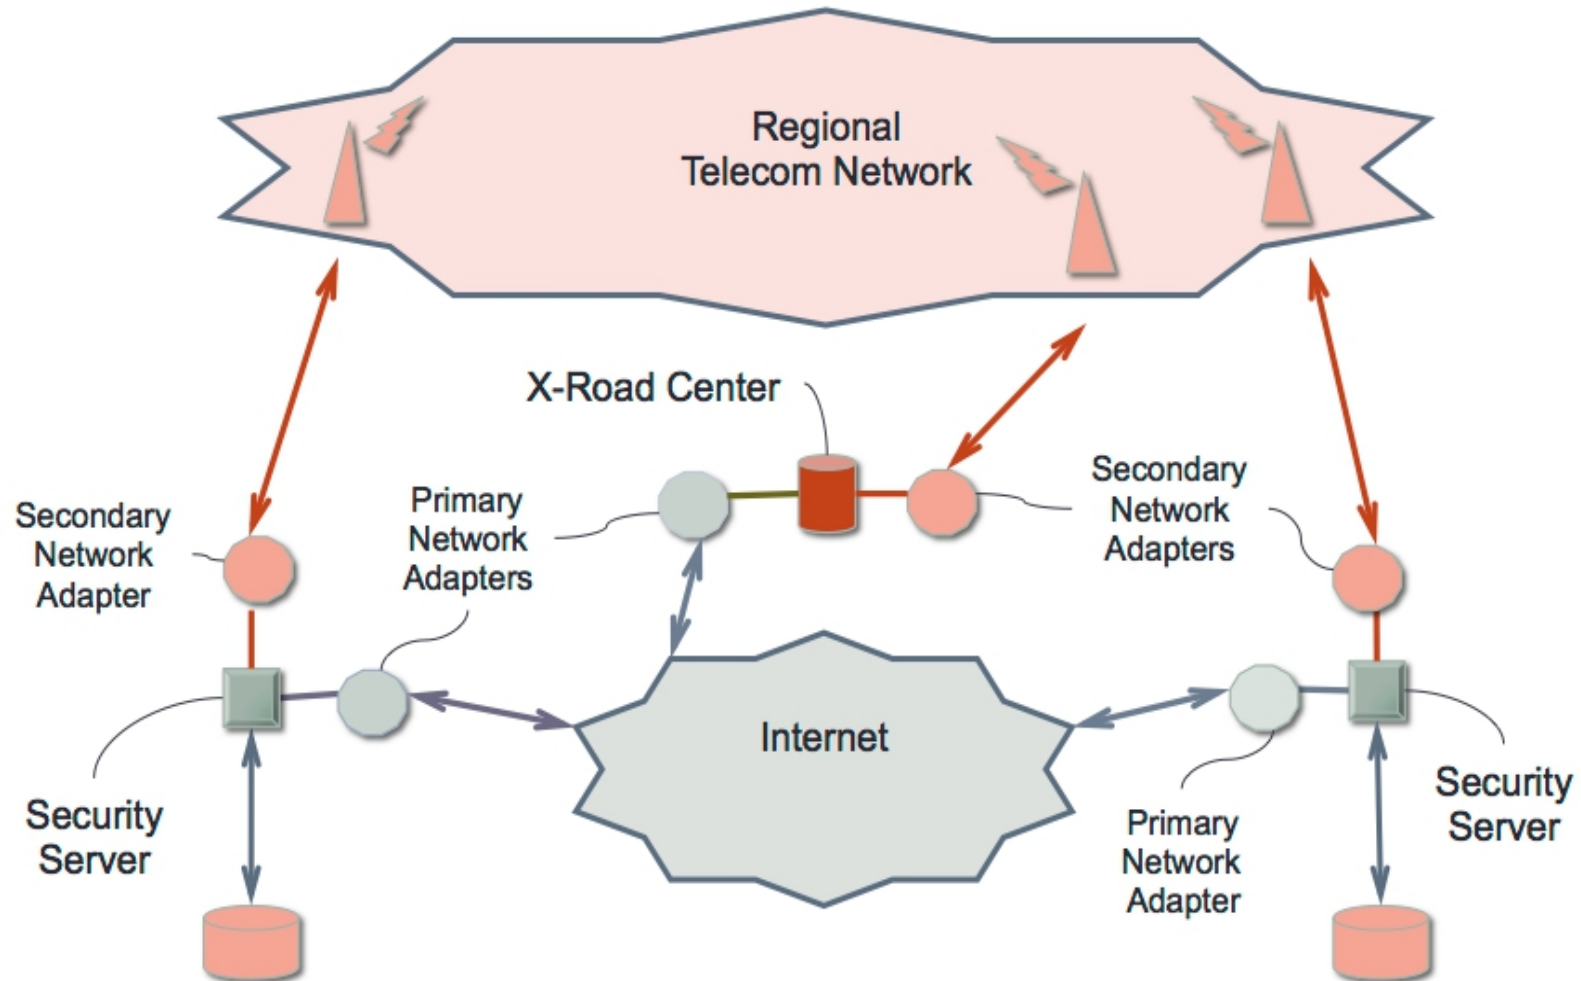 Regional
Telecom Network
X-Road Center
Secondary
Network
Adapter
Primary
Network
Adapters
Secondary
Network
Adapters
Internet
Security
Server
Primary
Network
Adapter
Security
Server